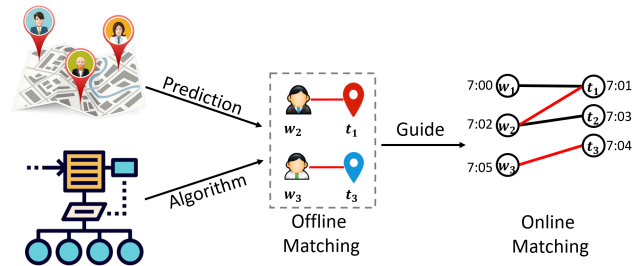 Prediction
Algorithm
w₂ t₁
w₃ t₃
Offline
Matching
Guide
7:00 w₁ t₁ 7:01
7:02 w₂ t₂ 7:03
7:05 w₃ t₃ 7:04
Online
Matching